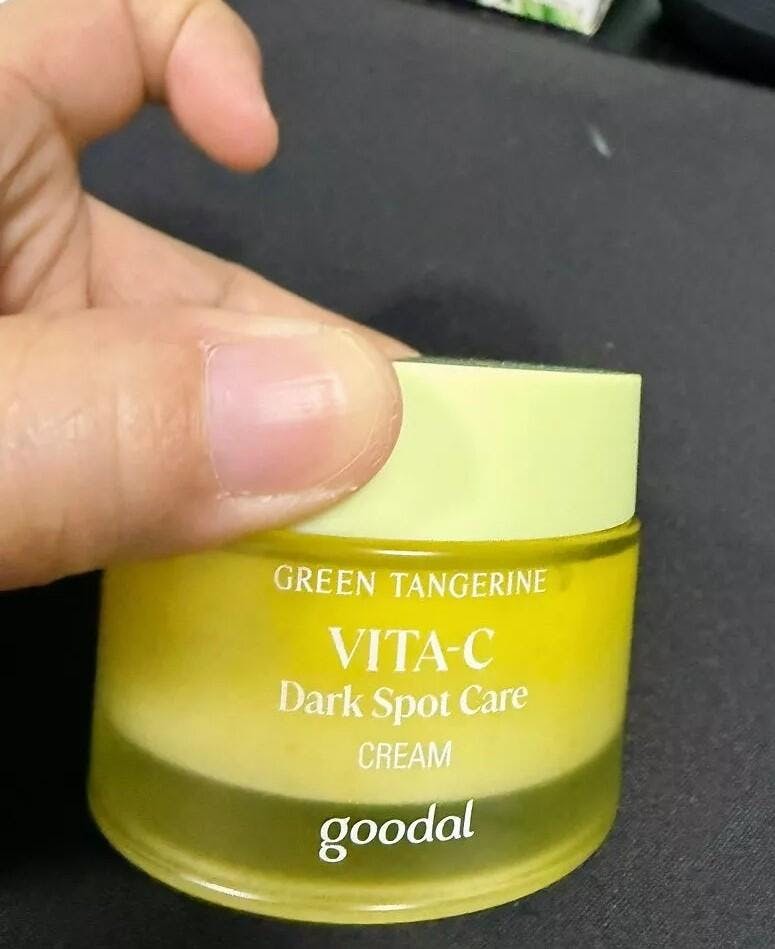 GREEN TANGERINE
VITA-C
Dark Spot Care
CREAM
goodal